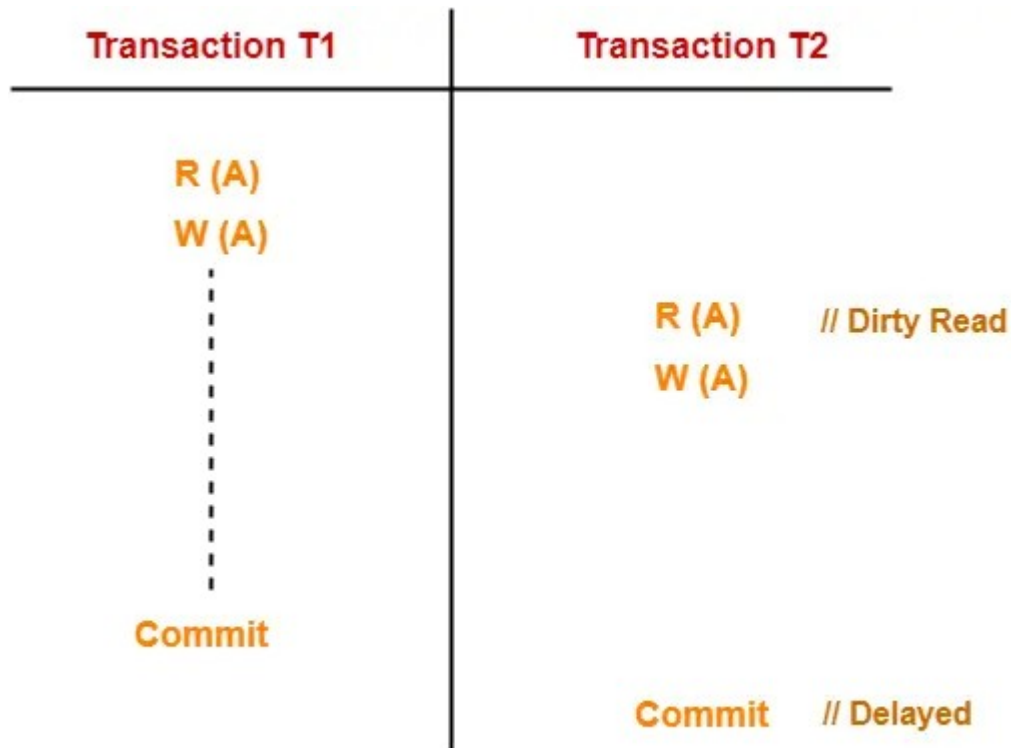 Transaction T1 Transaction T2
R (A)
W (A)
R (A) // Dirty Read
W (A)
Commit
Commit // Delayed